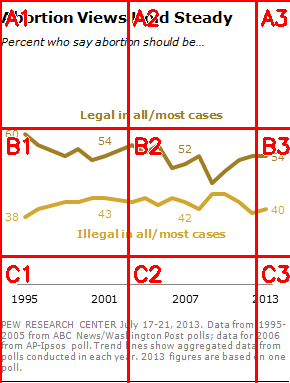 A1
A2
A3
Abortion Views Hold Steady
Percent who say abortion should be...
Legal in all/most cases
B1
B2
B3
60
54
52
54
38
43
42
40
Illegal in all/most cases
C1
C2
C3
1995
2001
2007
2013
PEW RESEARCH CENTER July 17-21, 2013. Data from 1995-
2005 from ABC News/Washington Post polls; data for 2006
from AP-Ipsos poll. Trend lines show aggregated data from
polls conducted in each year. 2013 figures are based on one
poll.